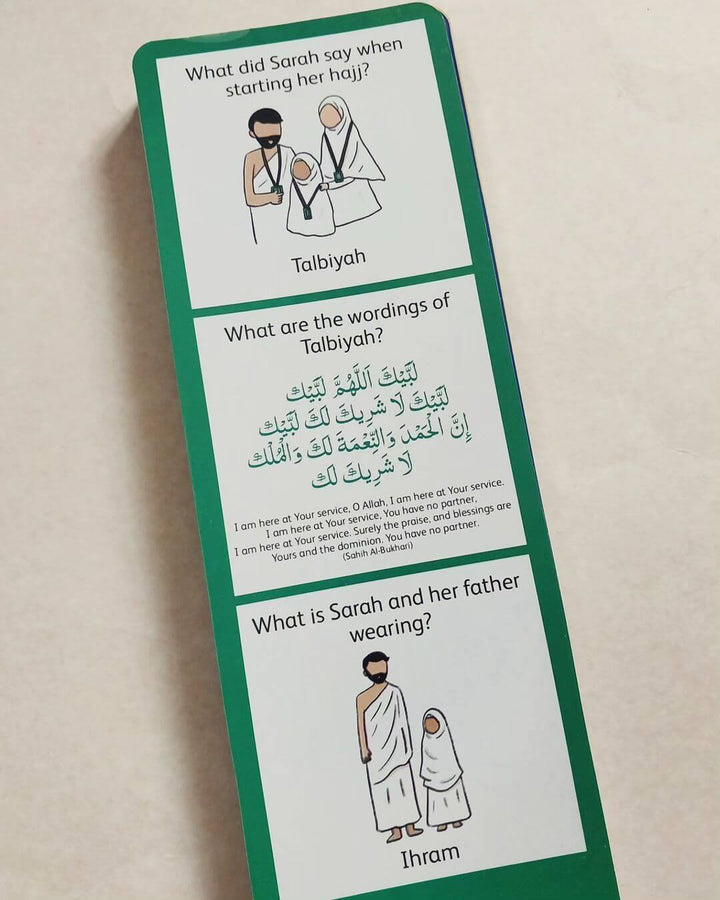 What did Sarah say when
starting her hajj?
Talbiyah
What are the wordings of
Talbiyah?
لَبَّيْكَ اَللَّهُمَّ لَبَّيْكَ
لَبَّيْكَ لَا شَرِيكَ لَكَ لَبَّيْكَ
إِنَّ الْحَمْدَ وَالنِّعْمَةَ لَكَ وَالْمُلْكَ
لَا شَرِيكَ لَكَ
I am here at Your service, O Allah, I am here at Your service.
I am here at Your service, You have no partner,
I am here at Your service. Surely the praise, and blessings are
Yours and the dominion. You have no partner.
(Sahih Al-Bukhari)
What is Sarah and her father
wearing?
Ihram